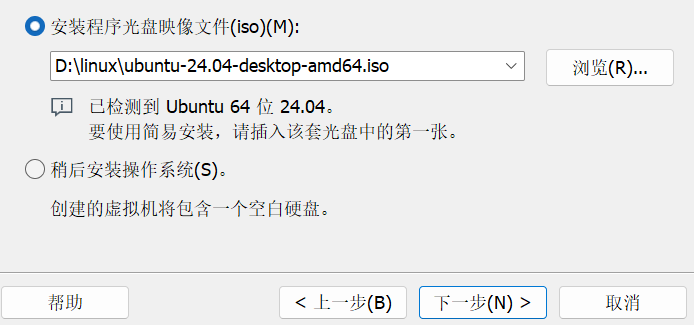 安装程序光盘映像文件(iso)(M):
D:\linux\ubuntu-24.04-desktop-amd64.iso
浏览(R)...
已检测到 Ubuntu 64 位 24.04。
要使用简易安装，请插入该套光盘中的第一张。
稍后安装操作系统(S)。
创建的虚拟机将包含一个空白硬盘。
帮助
< 上一步(B)
下一步(N) >
取消